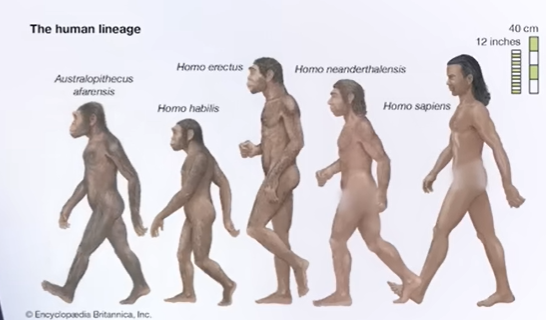 The human lineage
40 cm
12 inches
Homo erectus
Homo neanderthalensis
Australopithecus
afarensis
Homo habilis
Homo sapiens
© Encyclopædia Britannica, Inc.